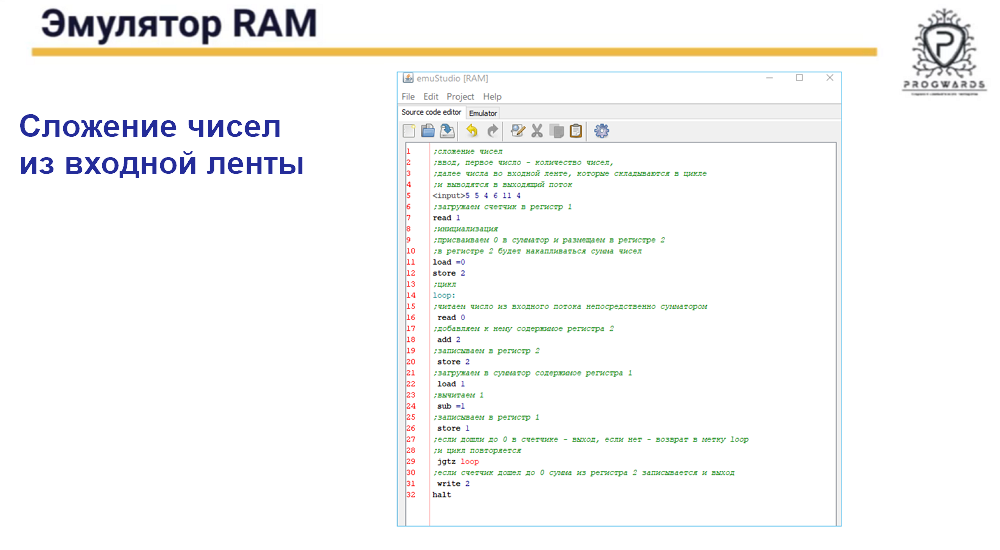 Эмулятор RAM
PROGWARDS
Сложение чисел
из входной ленты
emuStudio [RAM]
File Edit Project Help
Source code editor Emulator
1 ;сложение чисел
2 ;ввод, первое число - количество чисел,
3 ;далее числа во входной ленте, которые складываются в цикле
4 ;и выводятся в выходящий поток
5 <input>5 5 4 6 11 4
6 ;загружаем счетчик в регистр 1
7 read 1
8 ;инициализация
9 ;присваиваем 0 в сумматор и размещаем в регистре 2
10 ;в регистре 2 будет накапливаться сумма чисел
11 load =0
12 store 2
13 ;цикл
14 loop:
15 ;читаем число из входного потока непосредственно сумматором
16 read 0
17 ;добавляем к нему содержимое регистра 2
18 add 2
19 ;записываем в регистр 2
20 store 2
21 ;загружаем в сумматор содержимое регистра 1
22 load 1
23 ;вычитаем 1
24 sub =1
25 ;записываем в регистр 1
26 store 1
27 ;если дошли до 0 в счетчике - выход, если нет - возврат в метку loop
28 ;и цикл повторяется
29 jgtz loop
30 ;если счетчик дошел до 0 сумма из регистра 2 записывается и выход
31 write 2
32 halt